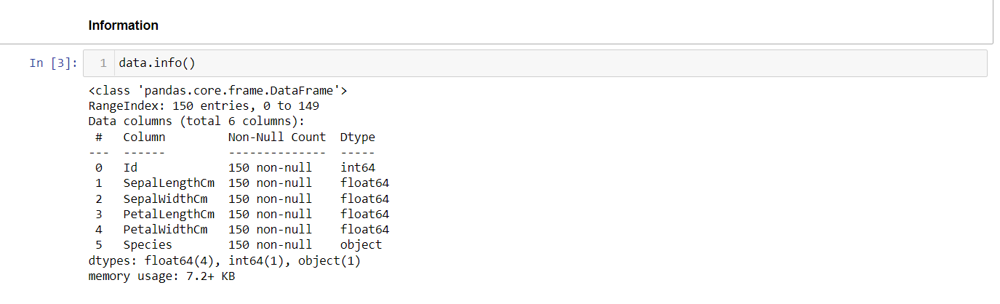 Information
In [3]: 1 data.info()
<class 'pandas.core.frame.DataFrame'>
RangeIndex: 150 entries, 0 to 149
Data columns (total 6 columns):
 #   Column         Non-Null Count  Dtype
---  ------         --------------  -----
 0   Id             150 non-null    int64
 1   SepalLengthCm  150 non-null    float64
 2   SepalWidthCm   150 non-null    float64
 3   PetalLengthCm  150 non-null    float64
 4   PetalWidthCm   150 non-null    float64
 5   Species        150 non-null    object
dtypes: float64(4), int64(1), object(1)
memory usage: 7.2+ KB